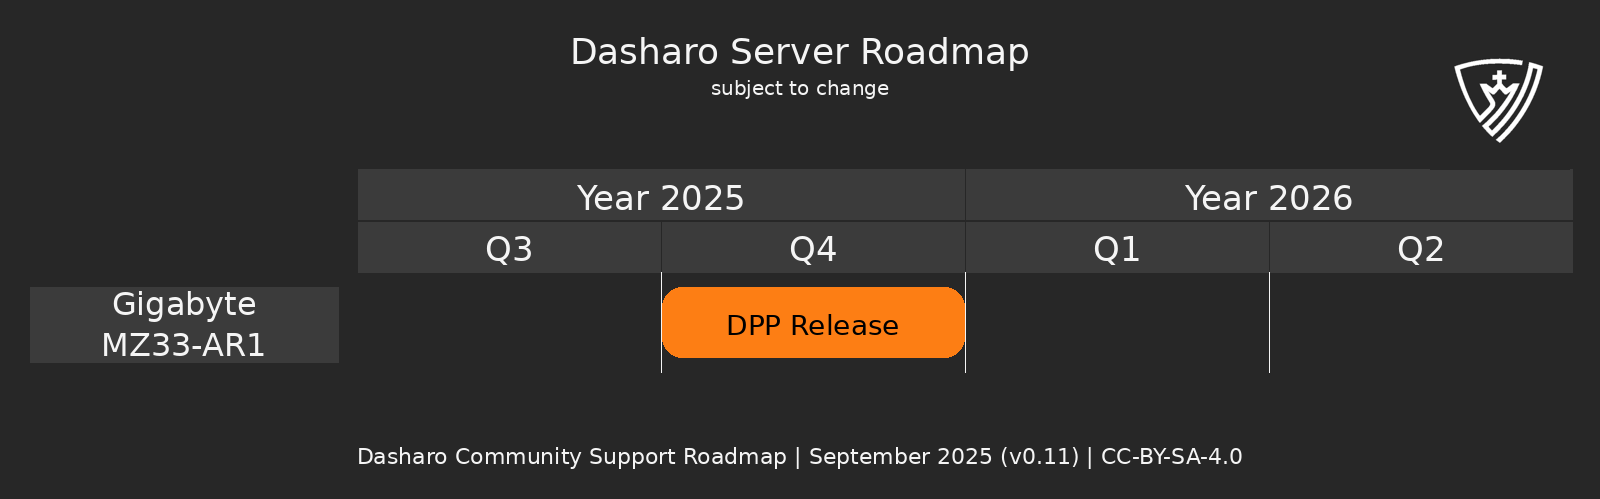 Dasharo Server Roadmap
subject to change
Year 2025
Year 2026
Q3
Q4
Q1
Q2
Gigabyte
MZ33-AR1
DPP Release
Dasharo Community Support Roadmap | September 2025 (v0.11) | CC-BY-SA-4.0